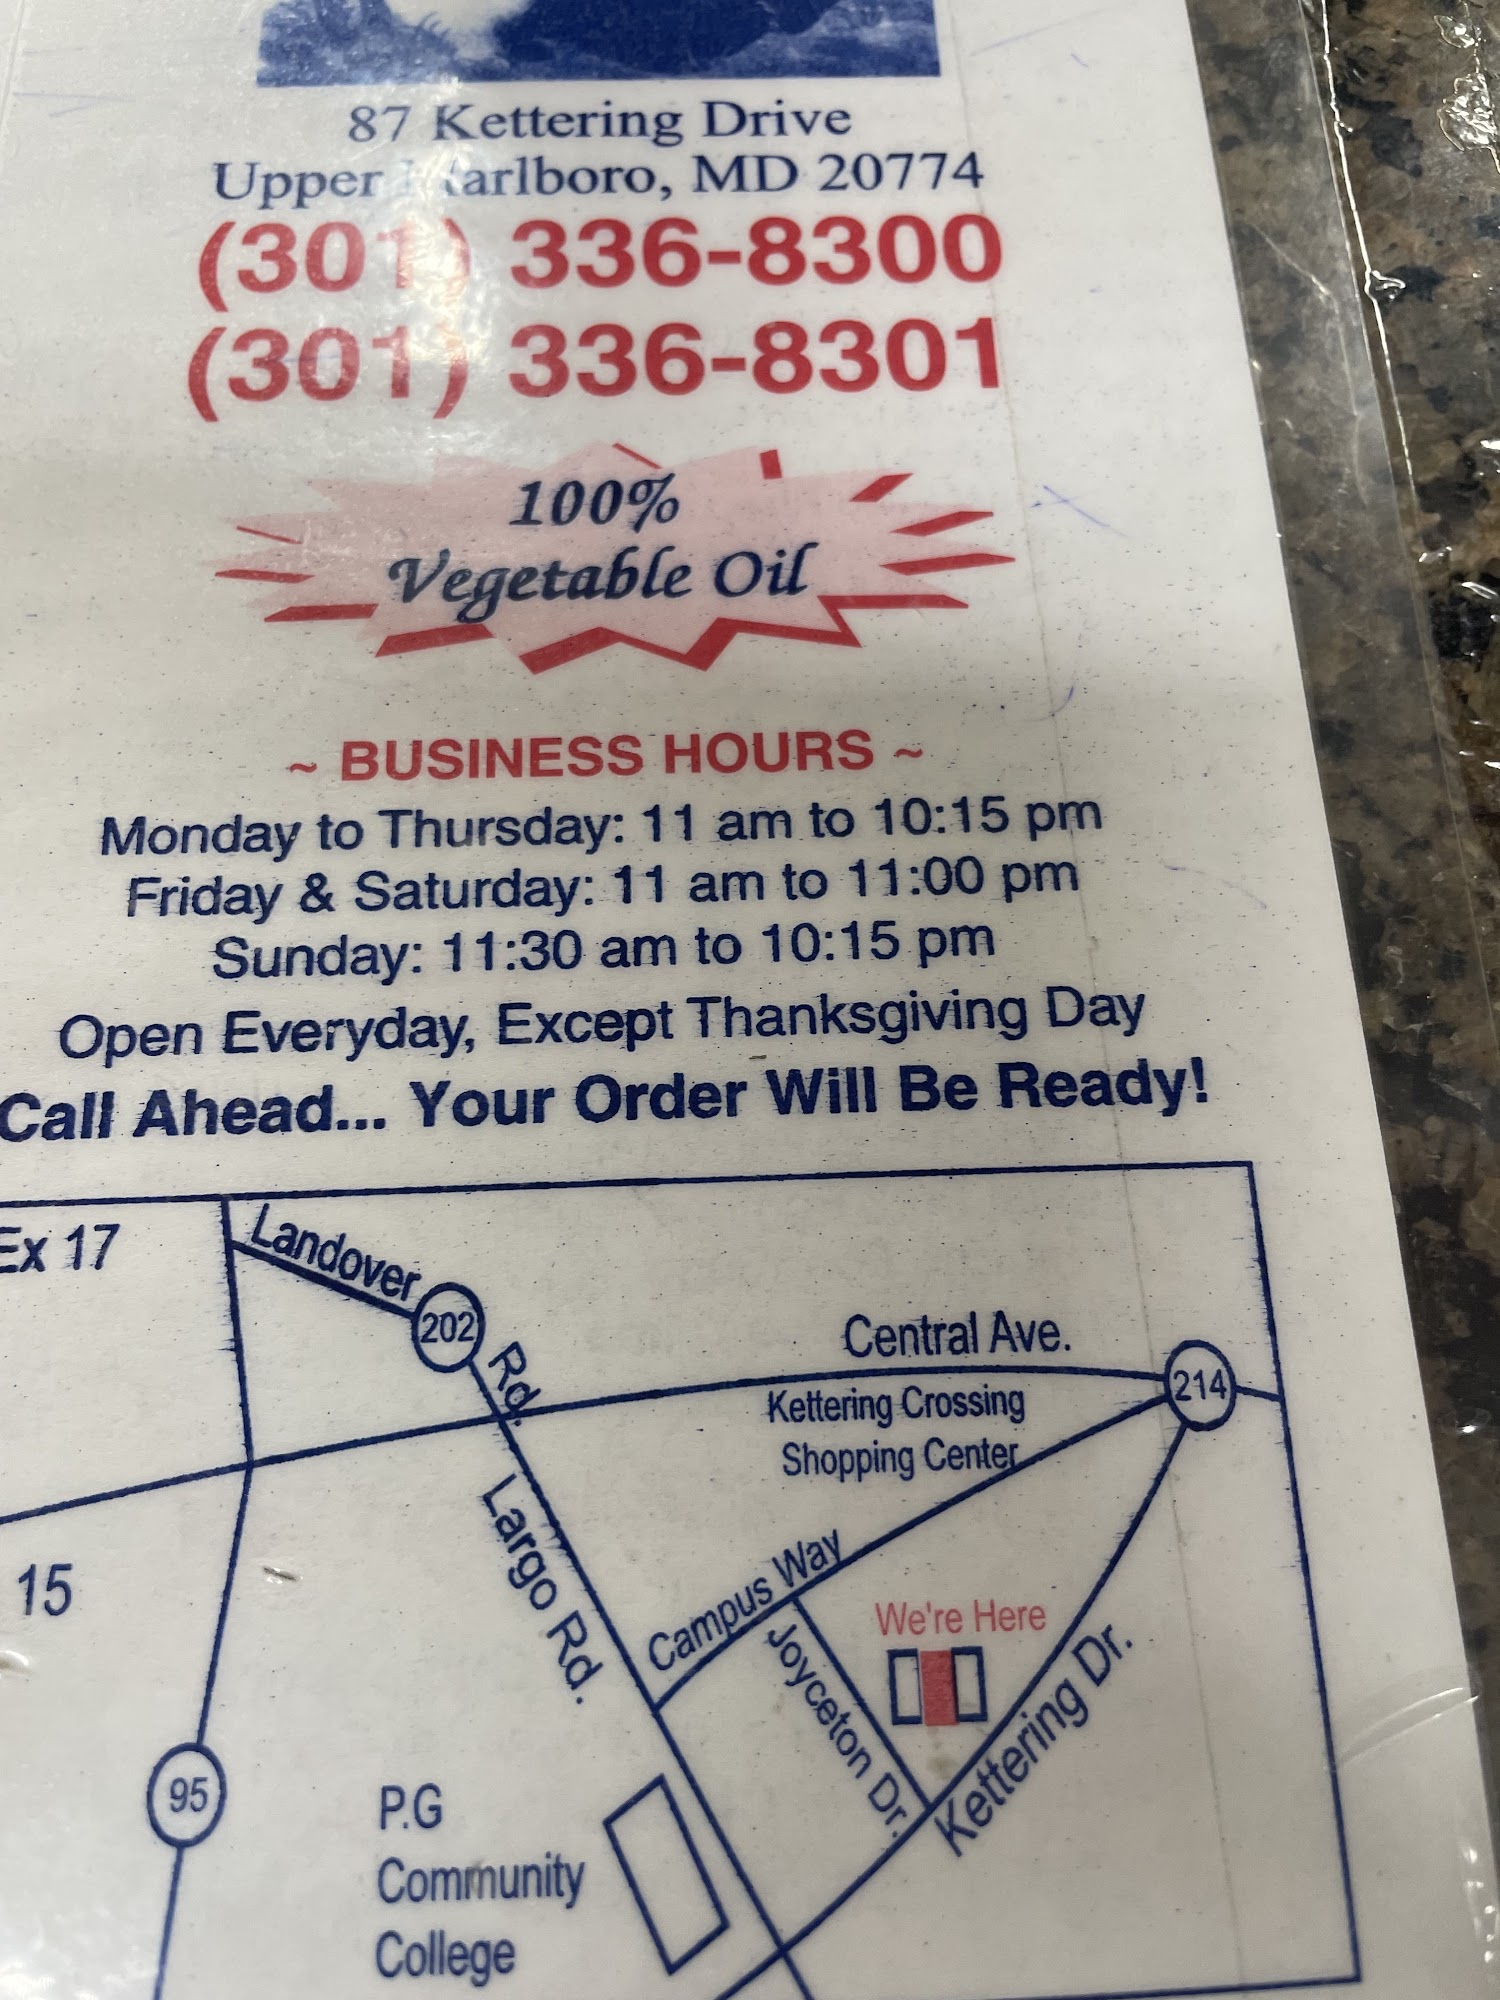 87 Kettering Drive
Upper Marlboro, MD 20774
(301) 336-8300
(301) 336-8301
100%
Vegetable Oil
~ BUSINESS HOURS ~
Monday to Thursday: 11 am to 10:15 pm
Friday & Saturday: 11 am to 11:00 pm
Sunday: 11:30 am to 10:15 pm
Open Everyday, Except Thanksgiving Day
Call Ahead... Your Order Will Be Ready!
Ex 17
Landover
202
Rd.
Central Ave.
214
Kettering Crossing
Shopping Center
Largo Rd.
Campus Way
15
We're Here
Joyceton Dr.
Kettering Dr.
95
P.G
Community
College